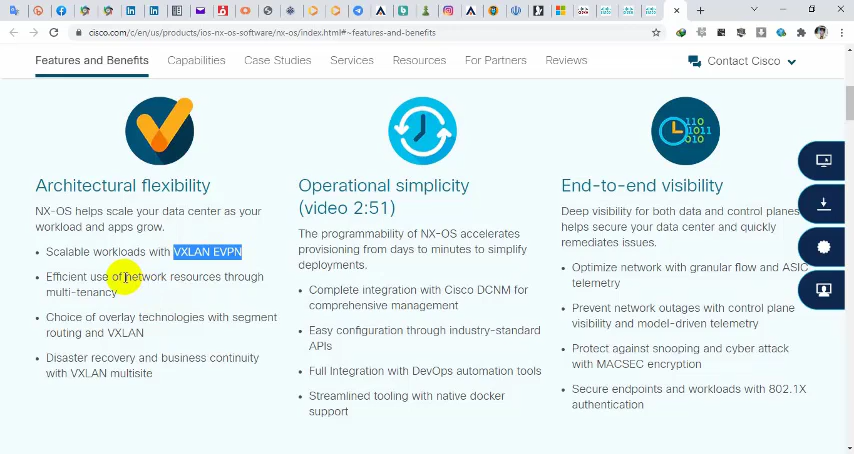 cisco.com/c/en/us/products/ios-nx-os-software/nx-os/index.html#~features-and-benefits
Features and Benefits
Capabilities
Case Studies
Services
Resources
For Partners
Reviews
Contact Cisco
Architectural flexibility
NX-OS helps scale your data center as your
workload and apps grow.
• Scalable workloads with VXLAN EVPN
• Efficient use of network resources through
multi-tenancy
• Choice of overlay technologies with segment
routing and VXLAN
• Disaster recovery and business continuity
with VXLAN multisite
Operational simplicity
(video 2:51)
The programmability of NX-OS accelerates
provisioning from days to minutes to simplify
deployments.
• Complete integration with Cisco DCNM for
comprehensive management
• Easy configuration through industry-standard
APIs
• Full Integration with DevOps automation tools
• Streamlined tooling with native docker
support
110
1011
010
End-to-end visibility
Deep visibility for both data and control planes
helps secure your data center and quickly
remediates issues.
• Optimize network with granular flow and ASIC
telemetry
• Prevent network outages with control plane
visibility and model-driven telemetry
• Protect against snooping and cyber attack
with MACSEC encryption
• Secure endpoints and workloads with 802.1X
authentication